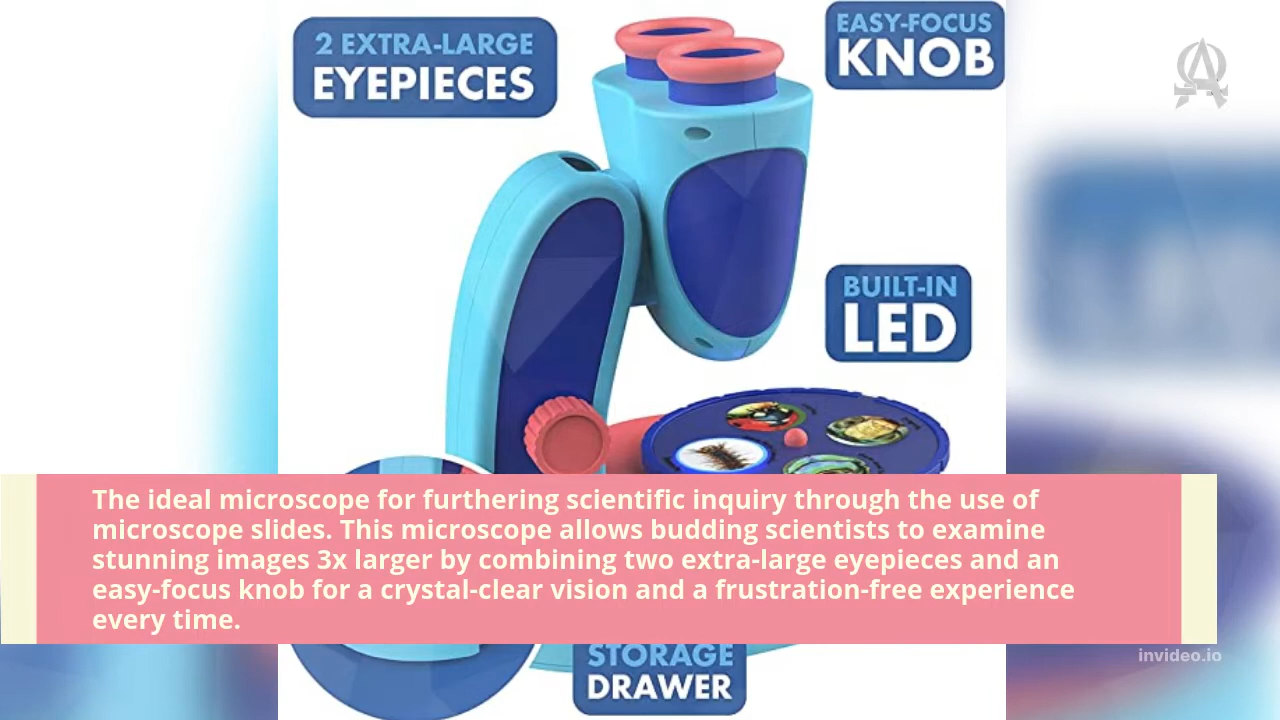 2 EXTRA-LARGE
EYEPIECES
EASY-FOCUS
KNOB
BUILT-IN
LED
The ideal microscope for furthering scientific inquiry through the use of
microscope slides. This microscope allows budding scientists to examine
stunning images 3x larger by combining two extra-large eyepieces and an
easy-focus knob for a crystal-clear vision and a frustration-free experience
every time.
STORAGE
DRAWER
invideo.io